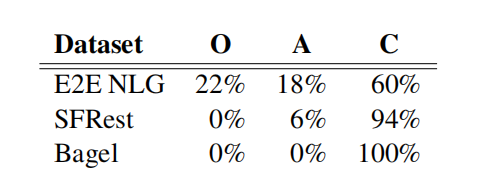 Dataset O A C
E2E NLG 22% 18% 60%
SFRest 0% 6% 94%
Bagel 0% 0% 100%